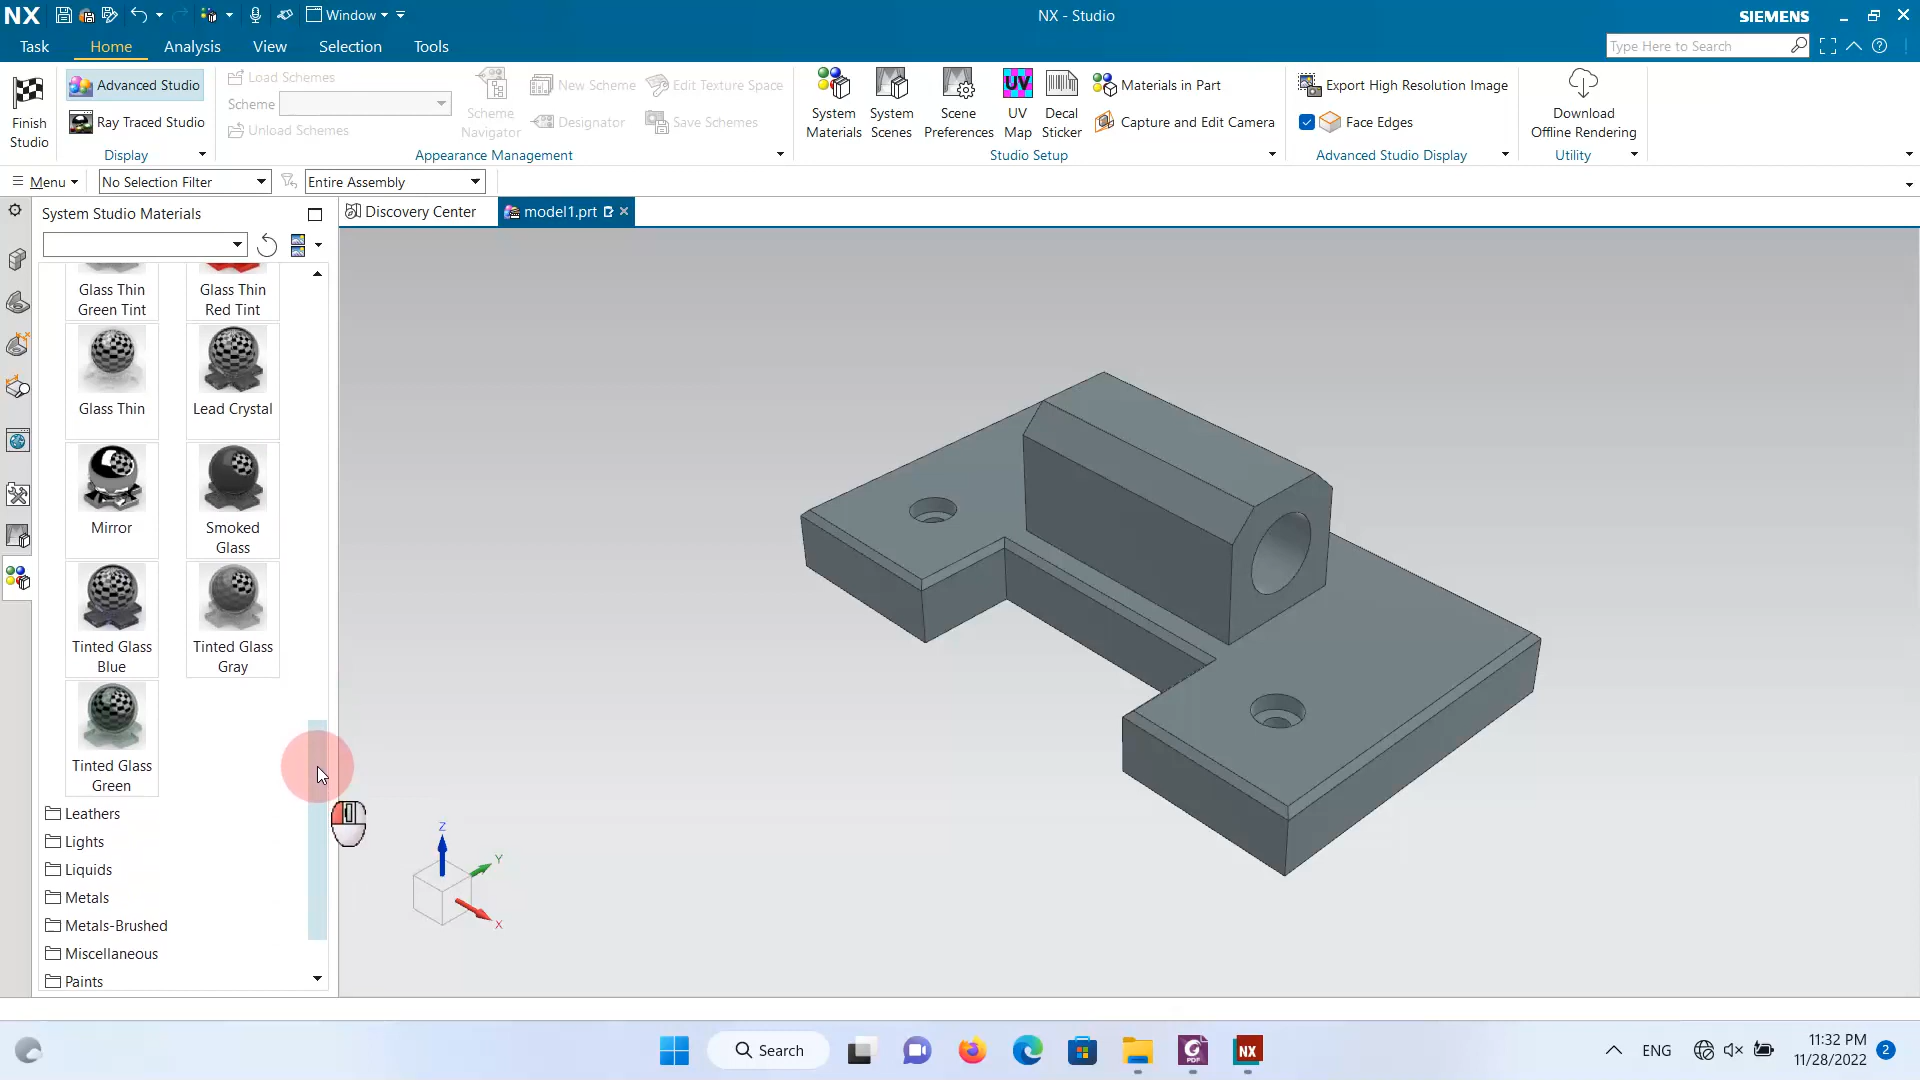 NX
Window
NX - Studio
SIEMENS
Task
Home
Analysis
View
Selection
Tools
Type Here to Search
Finish
Studio
Advanced Studio
Ray Traced Studio
Display
Load Schemes
Scheme
Unload Schemes
Scheme
Navigator
New Scheme
Designator
Edit Texture Space
Save Schemes
Appearance Management
System
Materials
System
Scenes
Scene
Preferences
UV
UV
Map
Decal
Sticker
Materials in Part
Capture and Edit Camera
Studio Setup
Export High Resolution Image
Face Edges
Advanced Studio Display
Download
Offline Rendering
Utility
Menu
No Selection Filter
Entire Assembly
System Studio Materials
Discovery Center
model1.prt
Glass Thin
Green Tint
Glass Thin
Red Tint
Glass Thin
Lead Crystal
Mirror
Smoked
Glass
Tinted Glass
Blue
Tinted Glass
Gray
Tinted Glass
Green
Leathers
Lights
Liquids
Metals
Metals-Brushed
Miscellaneous
Paints
Z
Y
X
Search
PDF
NX
ENG
11:32 PM
11/28/2022
2